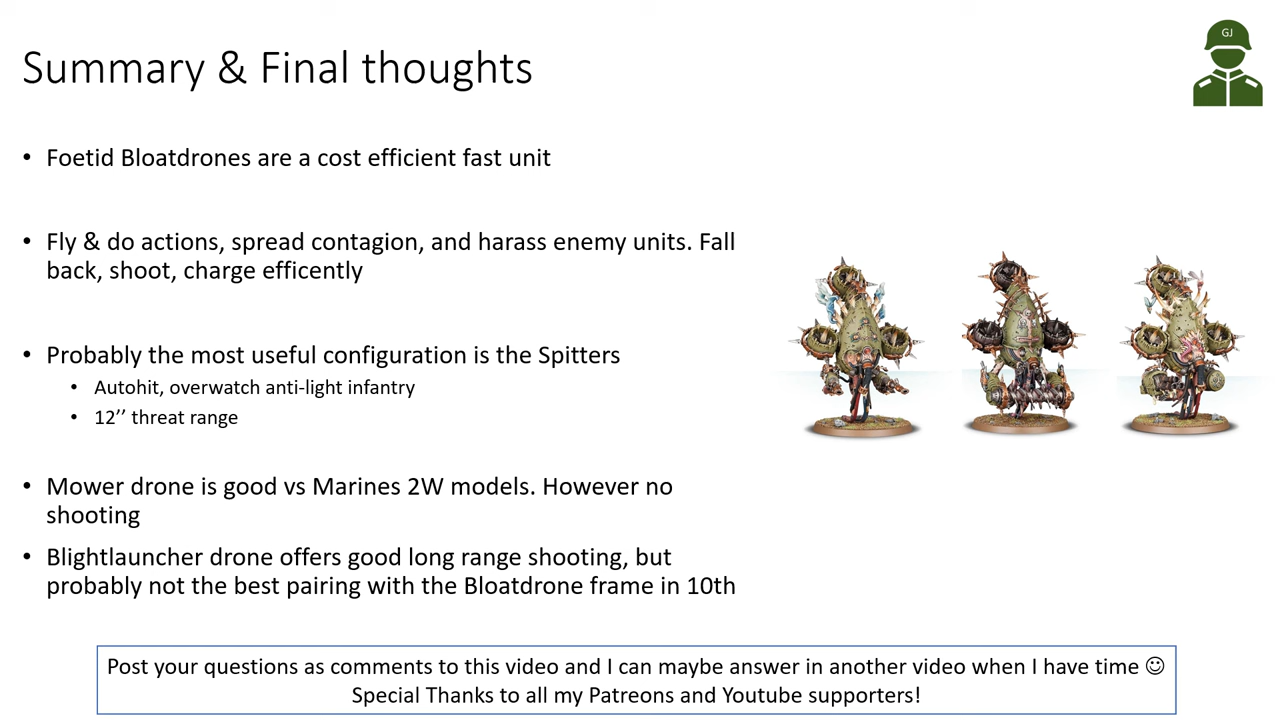 GJ
Summary & Final thoughts
• Foetid Bloatdrones are a cost efficient fast unit
• Fly & do actions, spread contagion, and harass enemy units. Fall
back, shoot, charge efficently
• Probably the most useful configuration is the Spitters
• Autohit, overwatch anti-light infantry
• 12’’ threat range
• Mower drone is good vs Marines 2W models. However no
shooting
• Blightlauncher drone offers good long range shooting, but
probably not the best pairing with the Bloatdrone frame in 10th
Post your questions as comments to this video and I can maybe answer in another video when I have time ☺
Special Thanks to all my Patreons and Youtube supporters!